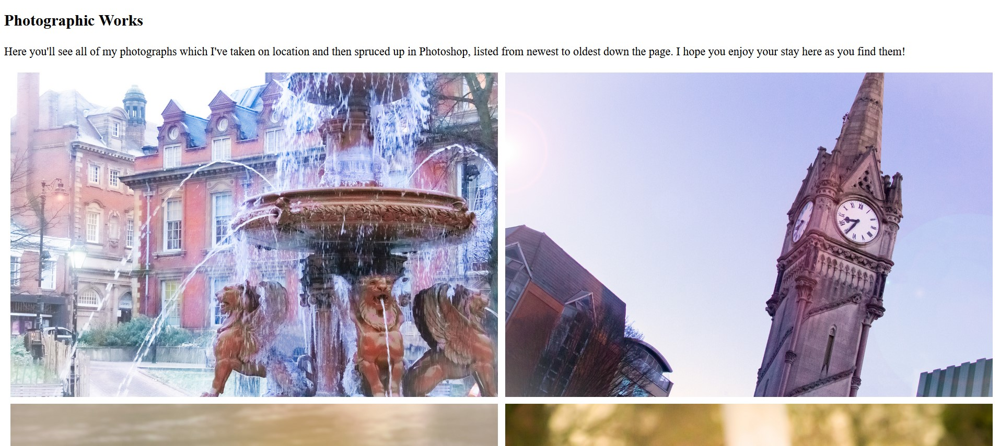 Photographic Works
Here you'll see all of my photographs which I've taken on location and then spruced up in Photoshop, listed from newest to oldest down the page. I hope you enjoy your stay here as you find them!
Library